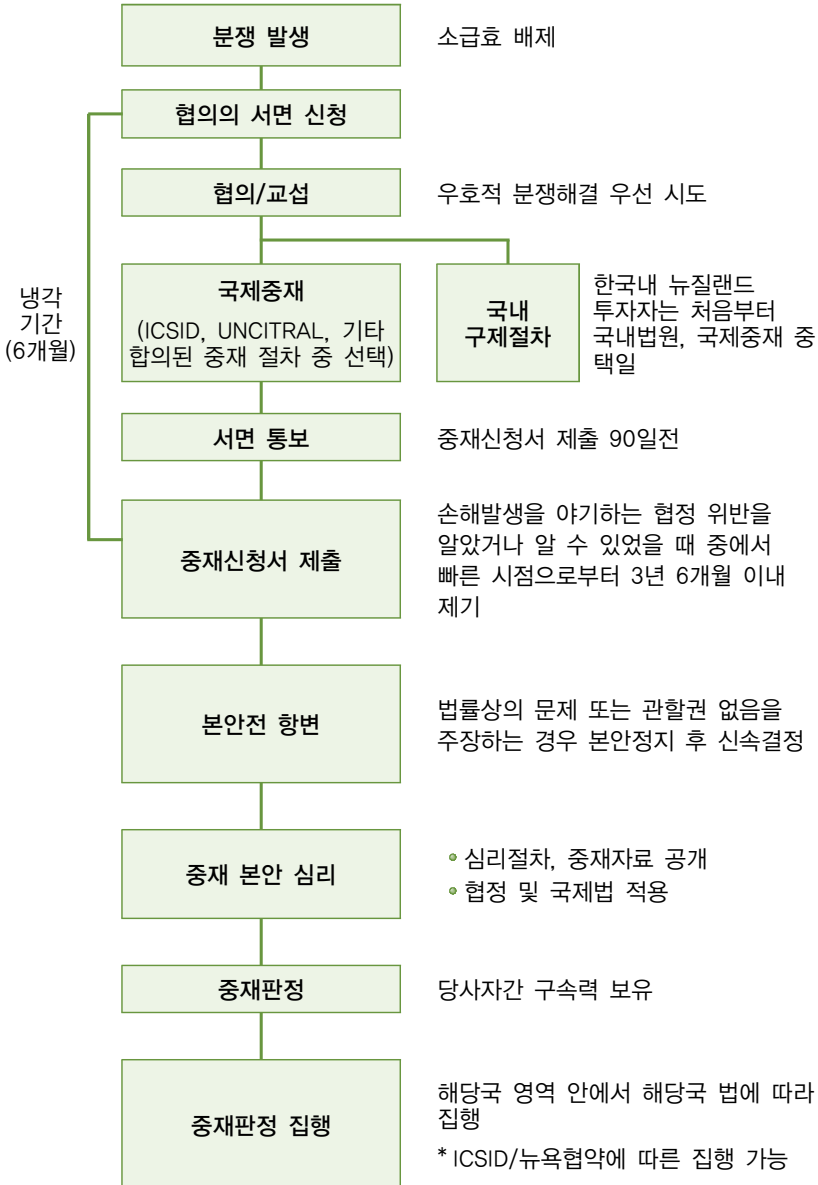 분쟁 발생
소급효 배제
협의의 서면 신청
협의/교섭
우호적 분쟁해결 우선 시도
냉각
기간
(6개월)
국제중재
(ICSID, UNCITRAL, 기타
합의된 중재 절차 중 선택)
국내
구제절차
한국내 뉴질랜드
투자자는 처음부터
국내법원, 국제중재 중
택일
서면 통보
중재신청서 제출 90일전
중재신청서 제출
손해발생을 야기하는 협정 위반을
알았거나 알 수 있었을 때 중에서
빠른 시점으로부터 3년 6개월 이내
제기
본안전 항변
법률상의 문제 또는 관할권 없음을
주장하는 경우 본안정지 후 신속결정
중재 본안 심리
심리절차, 중재자료 공개
협정 및 국제법 적용
중재판정
당사자간 구속력 보유
중재판정 집행
해당국 영역 안에서 해당국 법에 따라
집행
* ICSID/뉴욕협약에 따른 집행 가능